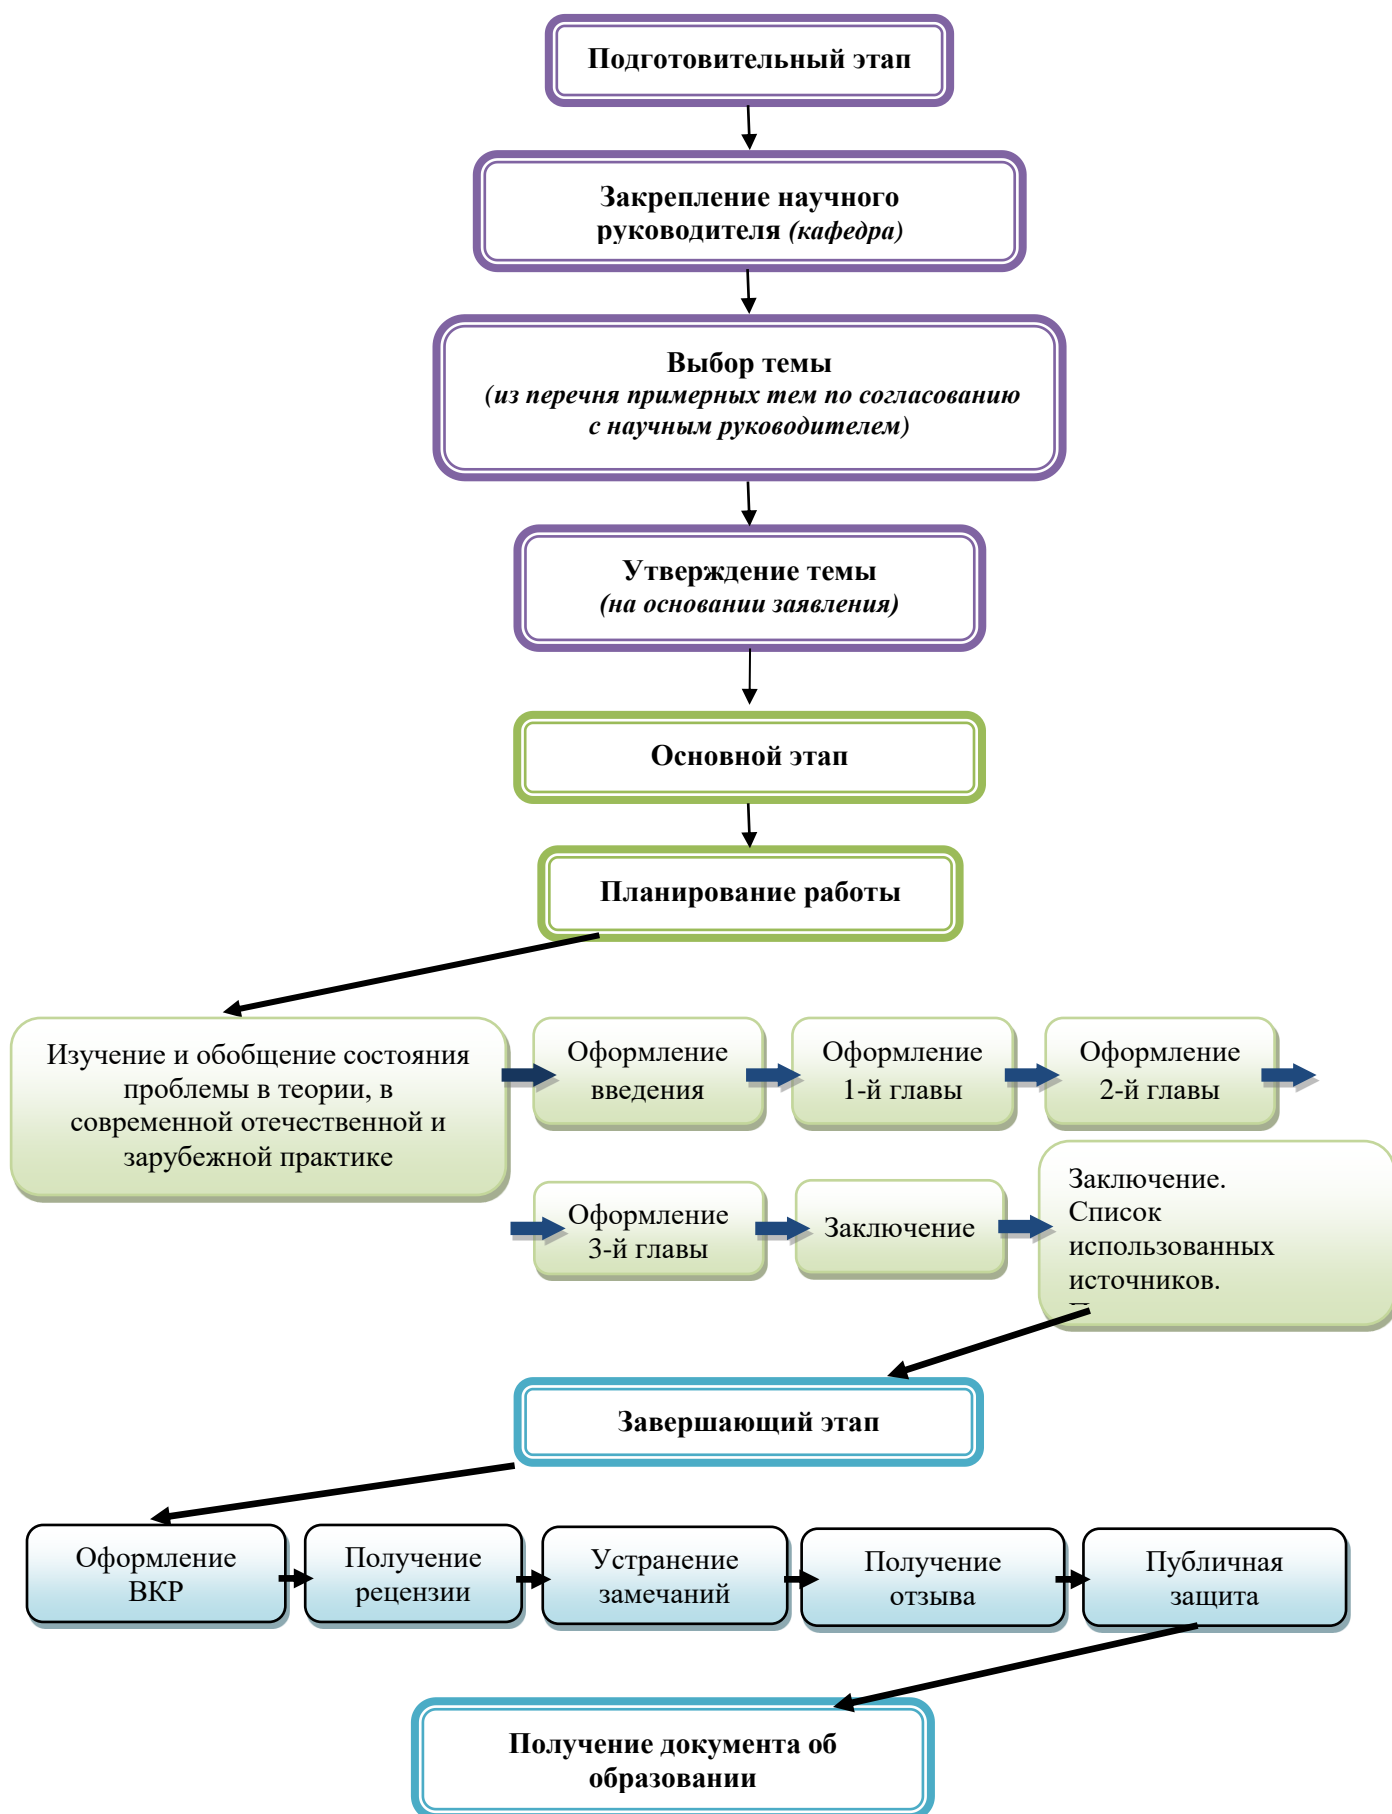 Подготовительный этап
Закрепление научного
руководителя (кафедра)
Выбор темы
(из перечня примерных тем по согласованию
с научным руководителем)
Утверждение темы
(на основании заявления)
Основной этап
Планирование работы
Изучение и обобщение состояния
проблемы в теории, в
современной отечественной и
зарубежной практике
Оформление
введения
Оформление
1-й главы
Оформление
2-й главы
Оформление
3-й главы
Заключение
Заключение.
Список
использованных
источников.
Завершающий этап
Оформление
ВКР
Получение
рецензии
Устранение
замечаний
Получение
отзыва
Публичная
защита
Получение документа об
образовании